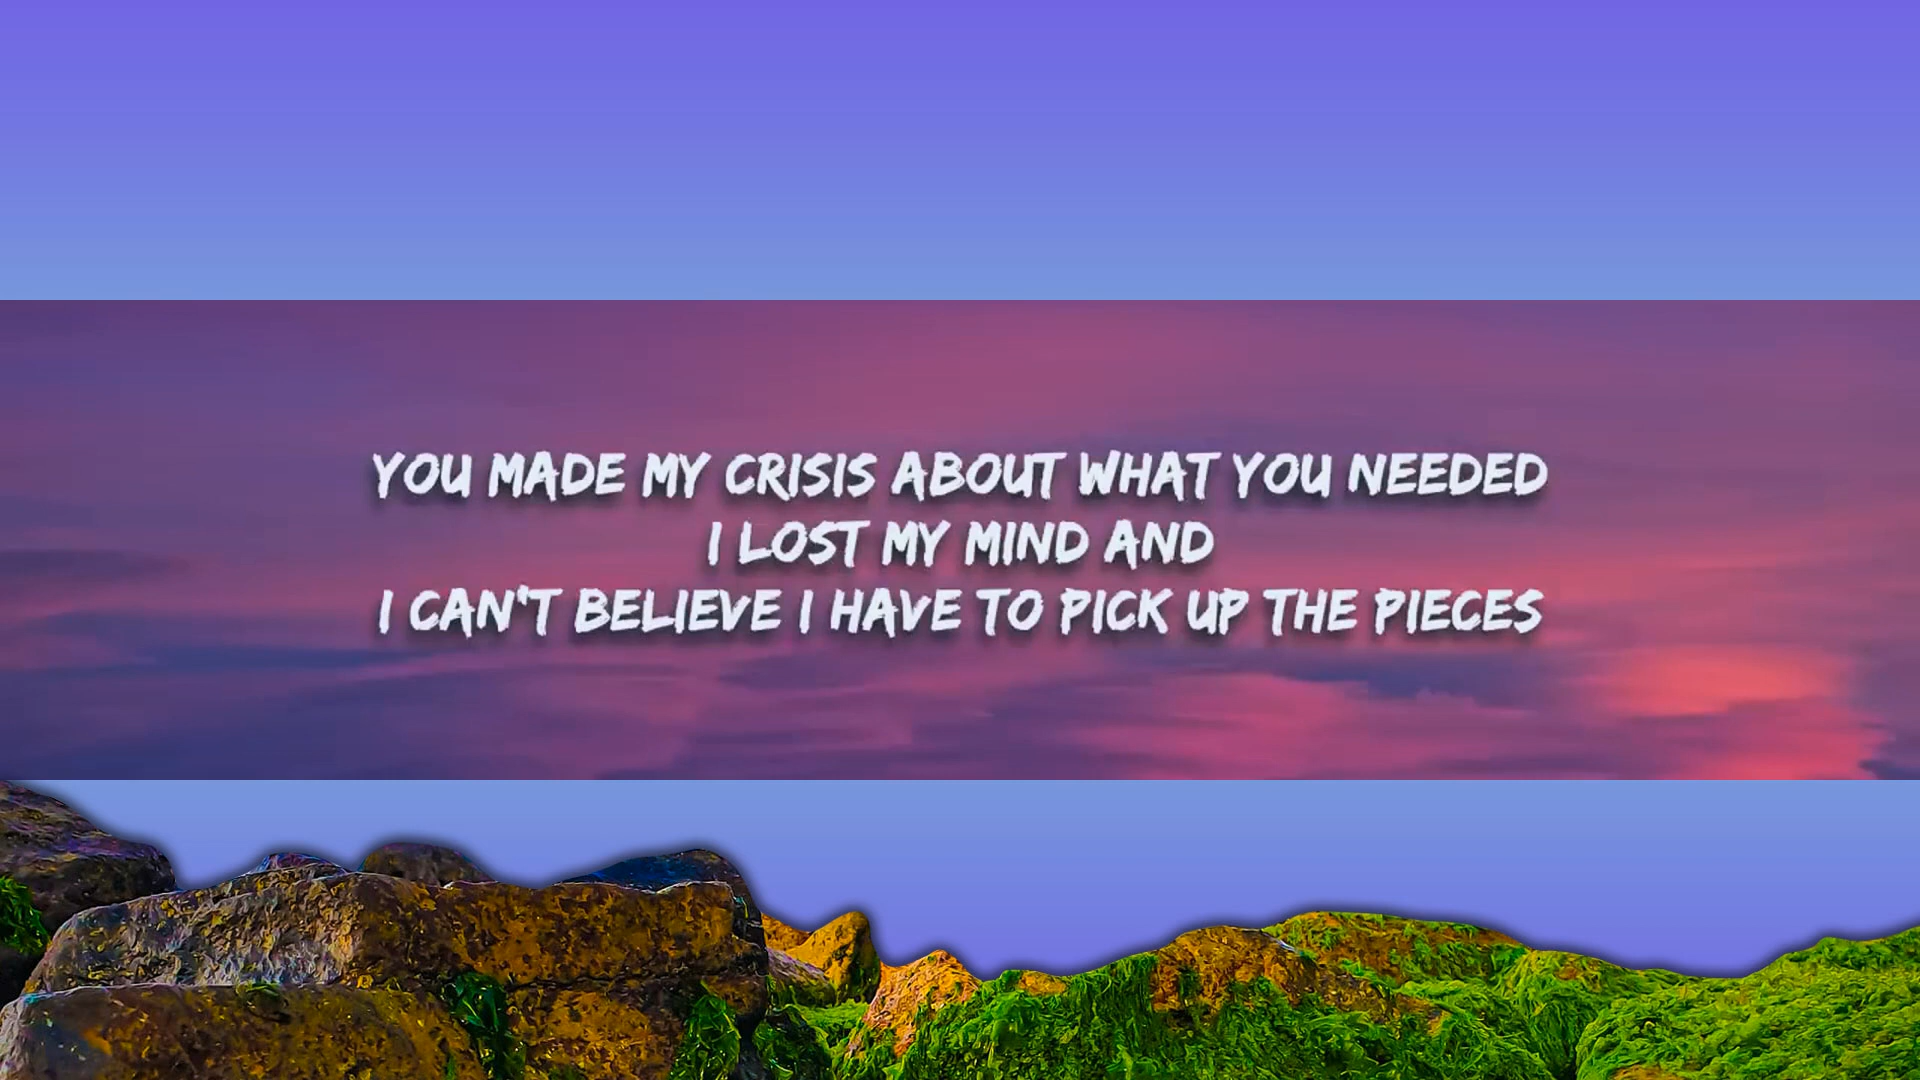 YOU MADE MY CRISIS ABOUT WHAT YOU NEEDED
I LOST MY MIND AND
I CAN'T BELIEVE I HAVE TO PICK UP THE PIECES